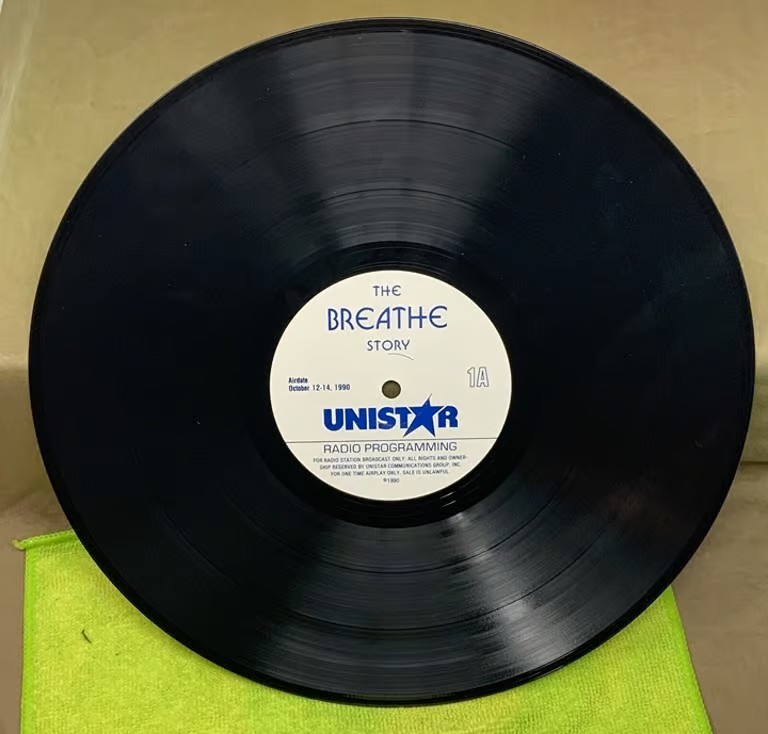 THE
BREATHE
STORY
Airdate
October 12-14, 1990
1A
UNISTAR
RADIO PROGRAMMING
FOR RADIO STATION BROADCAST ONLY. ALL RIGHTS AND OWNER-
SHIP RESERVED BY UNISTAR COMMUNICATIONS GROUP, INC.
FOR ONE TIME AIRPLAY ONLY. SALE IS UNLAWFUL.
©1990